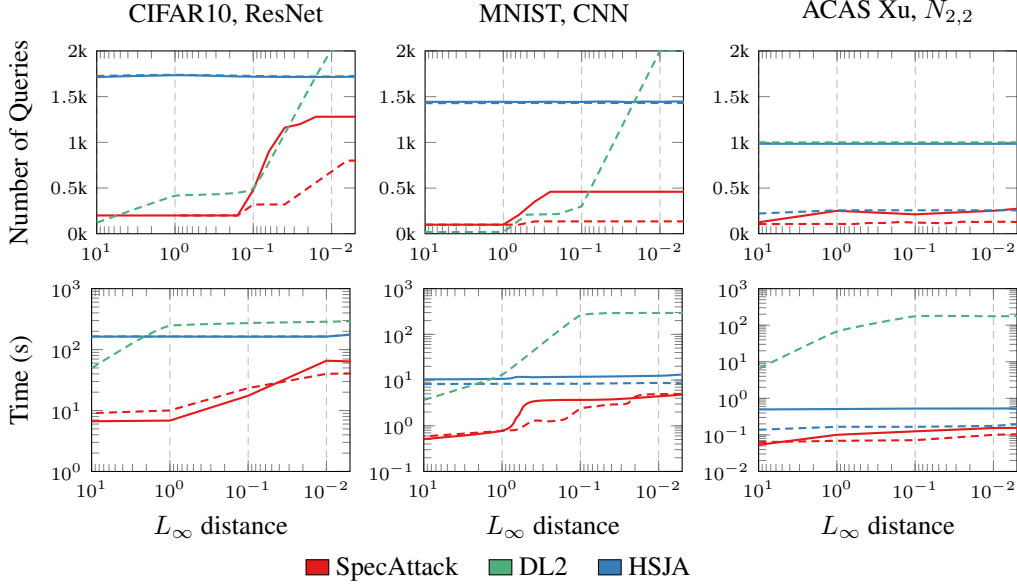 CIFAR10, ResNet
MNIST, CNN
ACAS Xu, N2,2
Number of Queries
2k
1.5k
1k
0.5k
0k
10^1
10^0
10^−1
10^−2
2k
1.5k
1k
0.5k
0k
10^1
10^0
10^−1
10^−2
2k
1.5k
1k
0.5k
0k
10^1
10^0
10^−1
10^−2
Time (s)
10^3
10^2
10^1
10^0
10^1
10^0
10^−1
10^−2
L∞ distance
10^3
10^2
10^1
10^0
10^−1
10^1
10^0
10^−1
10^−2
L∞ distance
10^3
10^2
10^1
10^0
10^−1
10^−2
10^1
10^0
10^−1
10^−2
L∞ distance
SpecAttack
DL2
HSJA